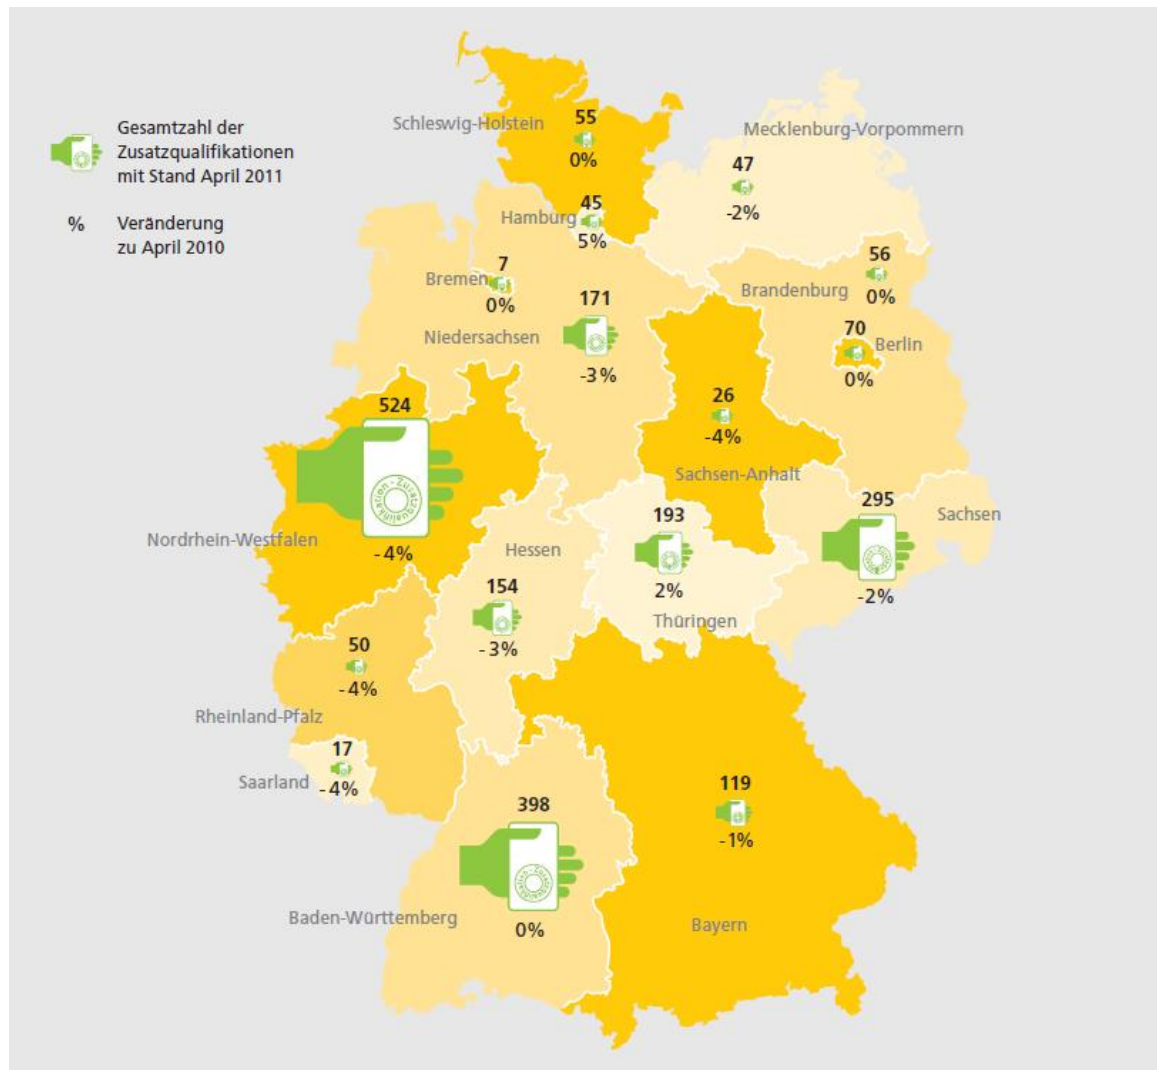 Gesamtzahl der
Zusatzqualifikationen
mit Stand April 2011
%
Veränderung
zu April 2010
Schleswig-Holstein
55
0%
Mecklenburg-Vorpommern
47
-2%
Hamburg
45
5%
Bremen
7
0%
Niedersachsen
171
-3%
Brandenburg
56
0%
Berlin
70
0%
Sachsen-Anhalt
26
-4%
Nordrhein-Westfalen
524
Zusatzqualifikation
-4%
Hessen
154
-3%
Thüringen
193
2%
Sachsen
295
-2%
Rheinland-Pfalz
50
-4%
Saarland
17
-4%
Baden-Württemberg
398
0%
Bayern
119
-1%